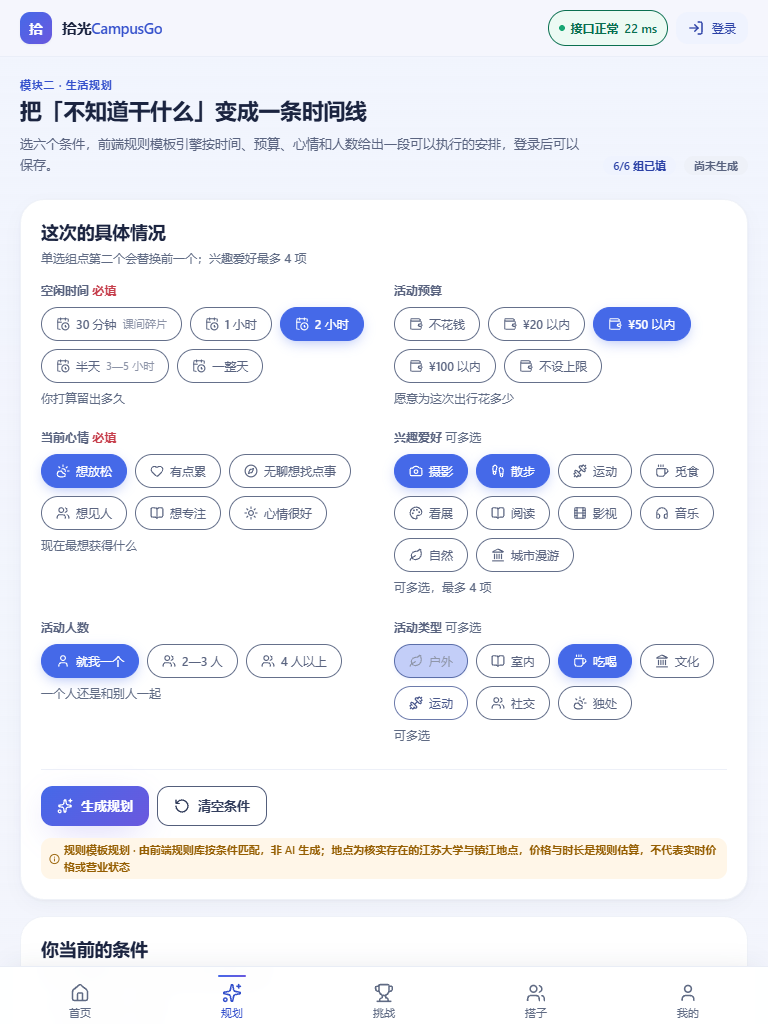 拾 拾光CampusGo 接口正常 22 ms 登录
模块二 · 生活规划
把「不知道干什么」变成一条时间线
选六个条件，前端规则模板引擎按时间、预算、心情和人数给出一段可以执行的安排，登录后可以
保存。
6/6 组已填 尚未生成
这次的具体情况
单选组点第二个会替换前一个；兴趣爱好最多 4 项
空闲时间 必填
30 分钟 课间碎片 1 小时 2 小时
半天 3—5 小时 一整天
你打算留出多久
活动预算
不花钱 ¥20 以内 ¥50 以内
¥100 以内 不设上限
愿意为这次出行花多少
当前心情 必填
想放松 有点累 无聊想找点事
想见人 想专注 心情很好
现在最想获得什么
兴趣爱好 可多选
摄影 散步 运动 觅食
看展 阅读 影视 音乐
自然 城市漫游
可多选，最多 4 项
活动人数
就我一个 2—3 人 4 人以上
一个人还是和别人一起
活动类型 可多选
户外 室内 吃喝 文化
运动 社交 独处
可多选
生成规划 清空条件
规则模板规划 · 由前端规则库按条件匹配，非 AI 生成；地点为核实存在的江苏大学与镇江地点，价格与时长是规则估算，不代表实时价
格或营业状态
你当前的条件
首页 规划 挑战 搭子 我的